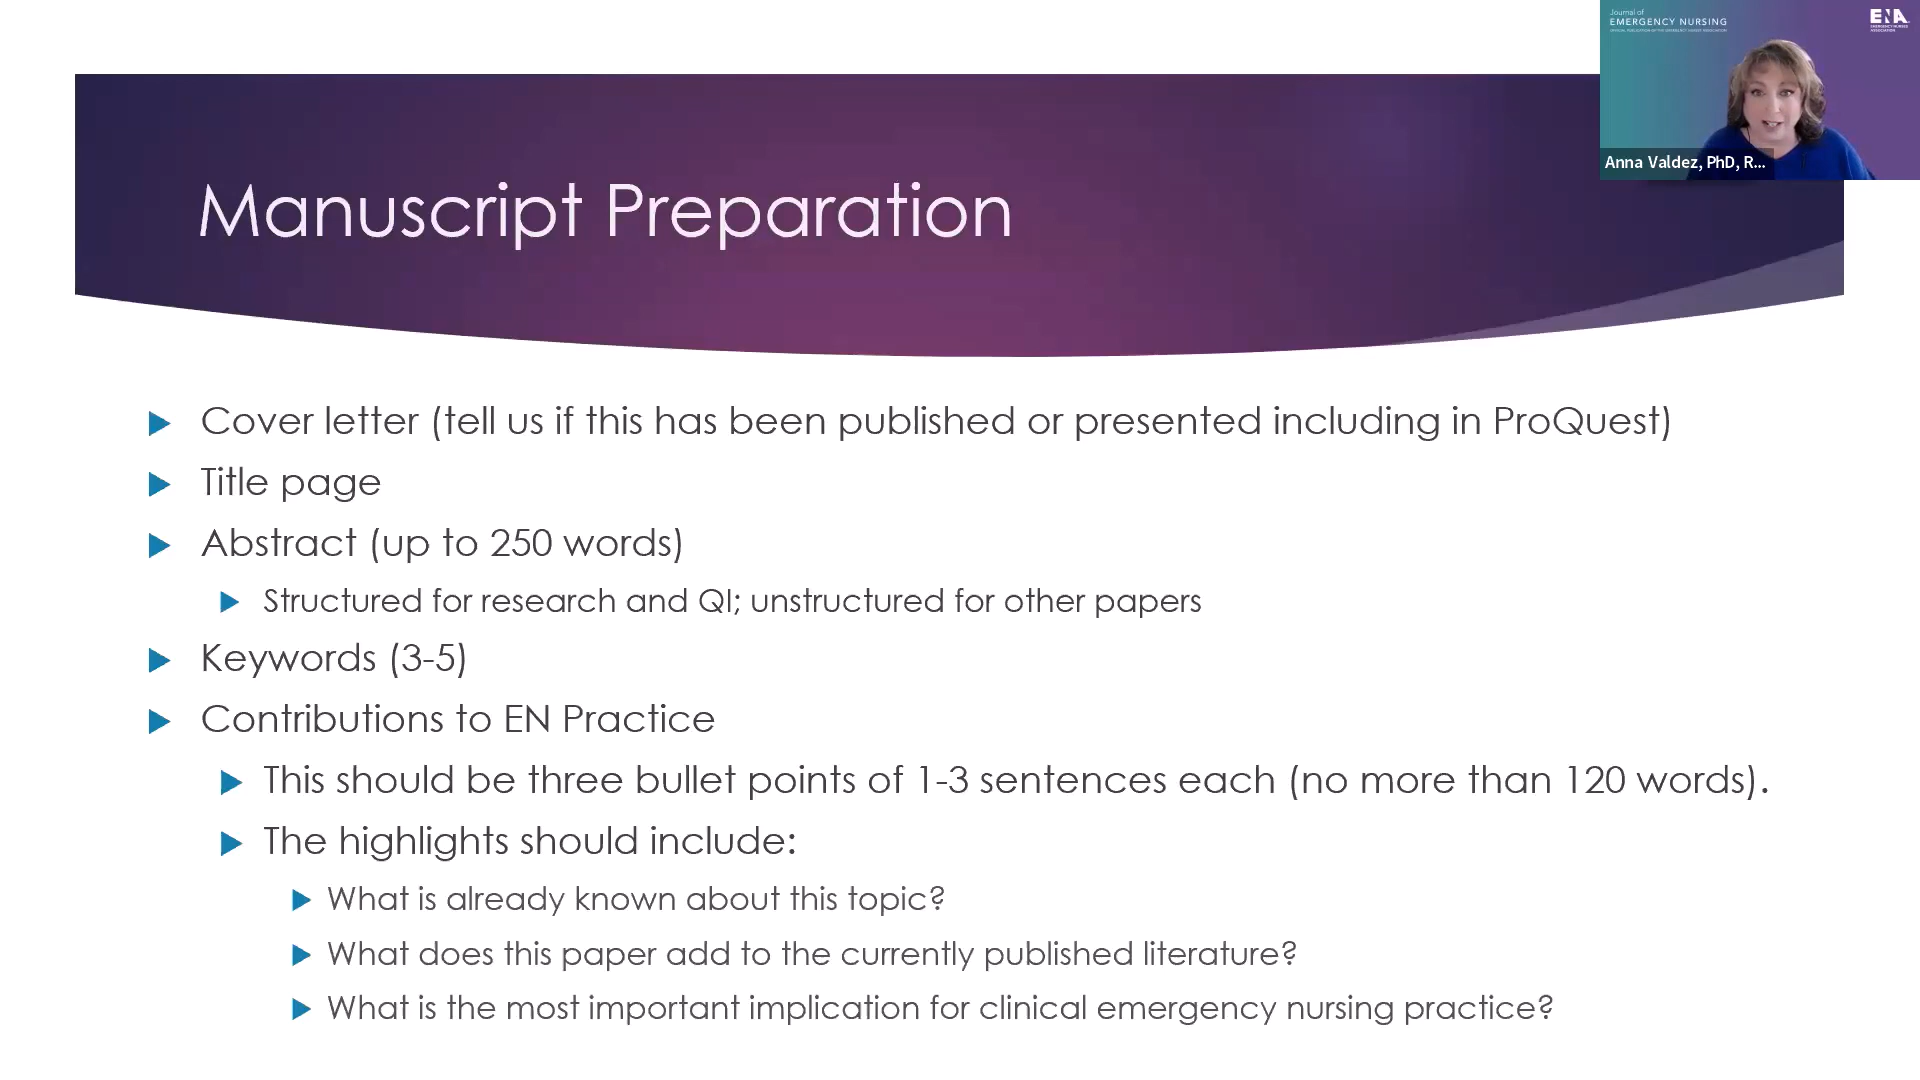 Journal of
EMERGENCY NURSING
ENA
Anna Valdez, PhD, R...
Manuscript Preparation
Cover letter (tell us if this has been published or presented including in ProQuest)
Title page
Abstract (up to 250 words)
Structured for research and QI; unstructured for other papers
Keywords (3-5)
Contributions to EN Practice
This should be three bullet points of 1-3 sentences each (no more than 120 words).
The highlights should include:
What is already known about this topic?
What does this paper add to the currently published literature?
What is the most important implication for clinical emergency nursing practice?